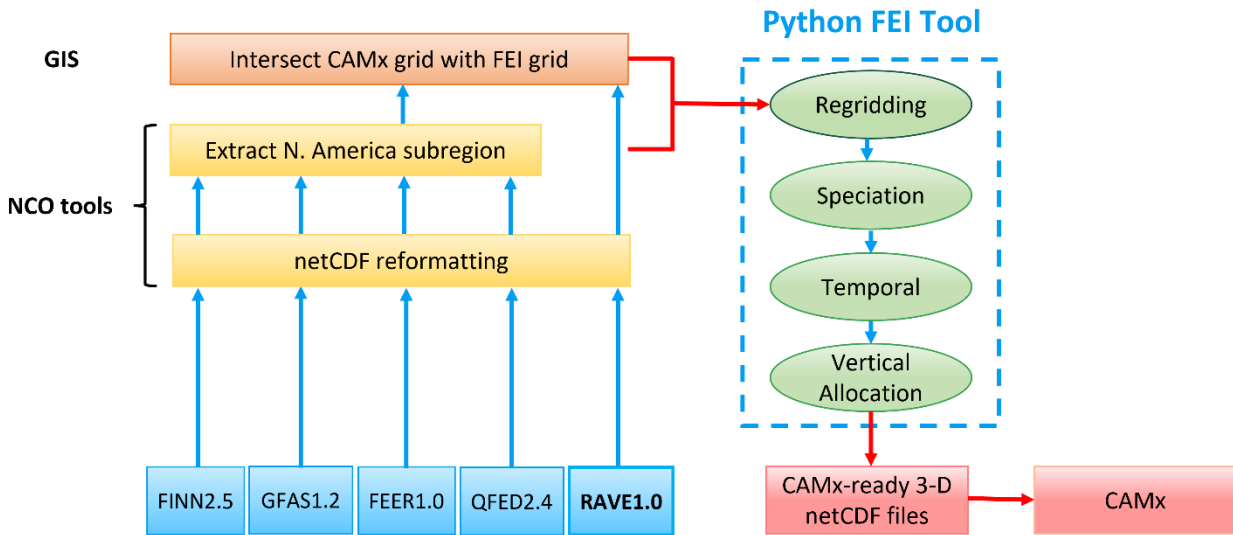 Python FEI Tool
GIS
Intersect CAMx grid with FEI grid
Regridding
Extract N. America subregion
Speciation
NCO tools
netCDF reformatting
Temporal
Vertical
Allocation
FINN2.5
GFAS1.2
FEER1.0
QFED2.4
RAVE1.0
CAMx-ready 3-D
netCDF files
CAMx